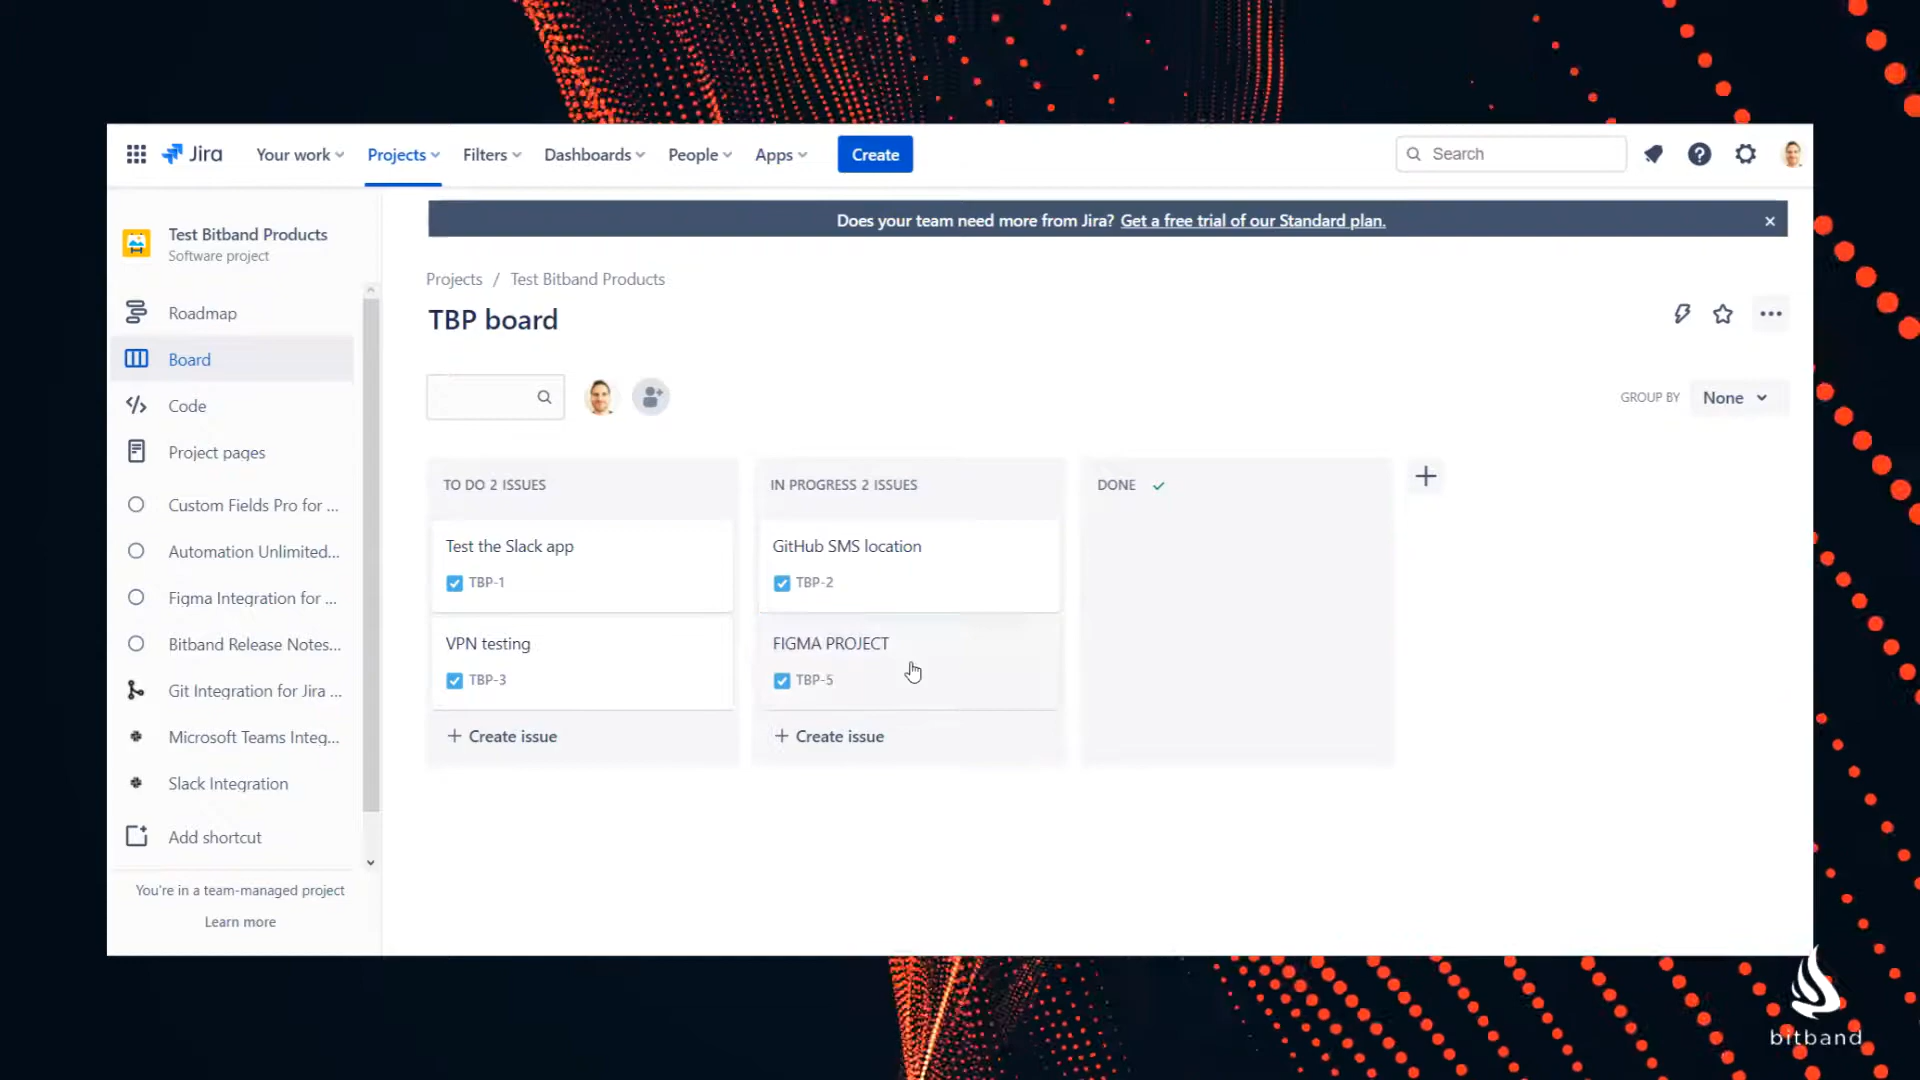 Jira
Your work
Projects
Filters
Dashboards
People
Apps
Create
Search
Test Bitband Products
Software project
Roadmap
Board
Code
Project pages
Custom Fields Pro for ...
Automation Unlimited...
Figma Integration for ...
Bitband Release Notes...
Git Integration for Jira ...
Microsoft Teams Integ...
Slack Integration
Add shortcut
You're in a team-managed project
Learn more
Does your team need more from Jira? Get a free trial of our Standard plan.
Projects / Test Bitband Products
TBP board
GROUP BY None
TO DO 2 ISSUES
Test the Slack app
TBP-1
VPN testing
TBP-3
+ Create issue
IN PROGRESS 2 ISSUES
GitHub SMS location
TBP-2
FIGMA PROJECT
TBP-5
+ Create issue
DONE
bitband